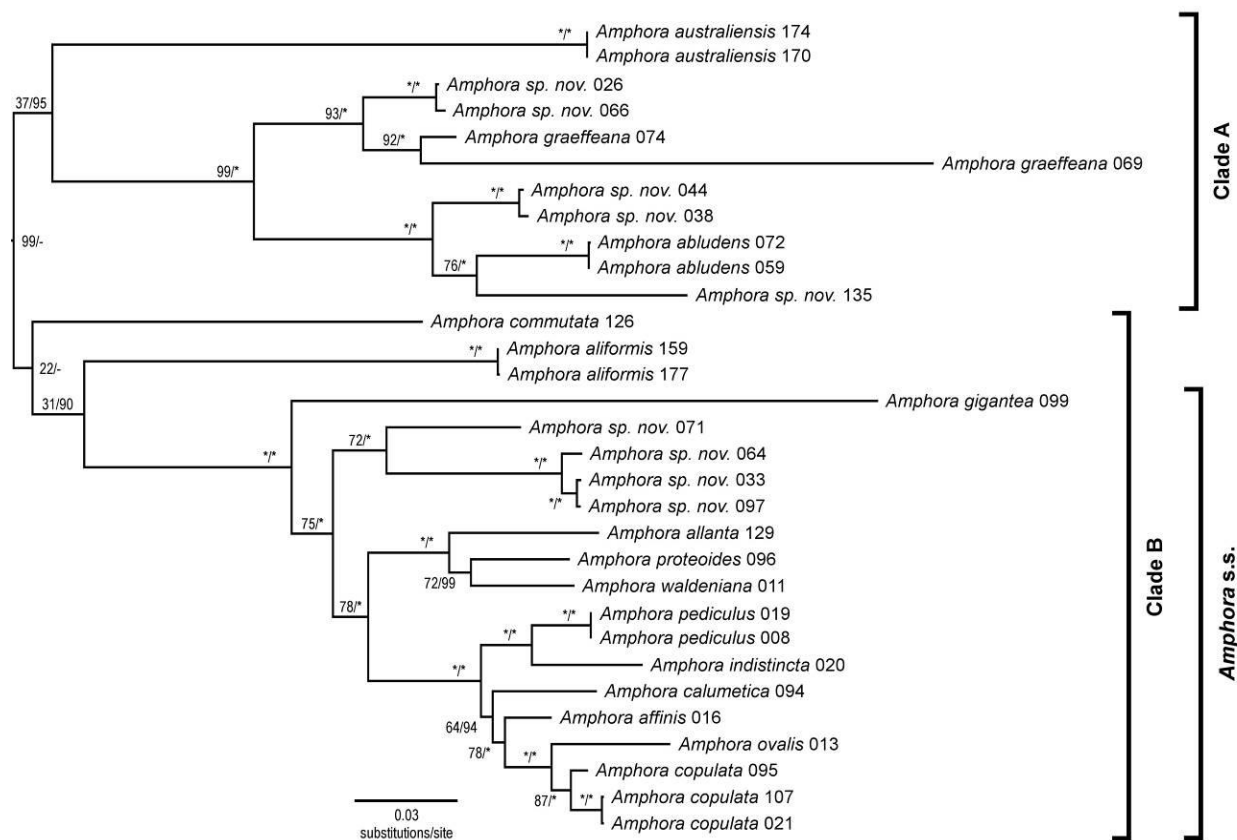 */*
Amphora australiensis 174
Amphora australiensis 170
37/95
*/*
Amphora sp. nov. 026
Amphora sp. nov. 066
93/*
92/*
Amphora graeffeana 074
Amphora graeffeana 069
99/*
*/*
Amphora sp. nov. 044
Amphora sp. nov. 038
*/*
*/*
Amphora abludens 072
Amphora abludens 059
76/*
Amphora sp. nov. 135
Clade A
99/-
Amphora commutata 126
22/-
*/*
Amphora aliformis 159
Amphora aliformis 177
31/90
Amphora gigantea 099
*/*
72/*
Amphora sp. nov. 071
*/*
Amphora sp. nov. 064
Amphora sp. nov. 033
*/*
Amphora sp. nov. 097
75/*
*/*
Amphora allanta 129
Amphora proteoides 096
72/99
Amphora waldeniana 011
78/*
*/*
Amphora pediculus 019
Amphora pediculus 008
*/*
Amphora indistincta 020
*/*
Amphora calumetica 094
64/94
Amphora affinis 016
78/*
*/*
Amphora ovalis 013
Amphora copulata 095
87/*
*/*
Amphora copulata 107
Amphora copulata 021
Clade B
Amphora s.s.
0.03
substitutions/site